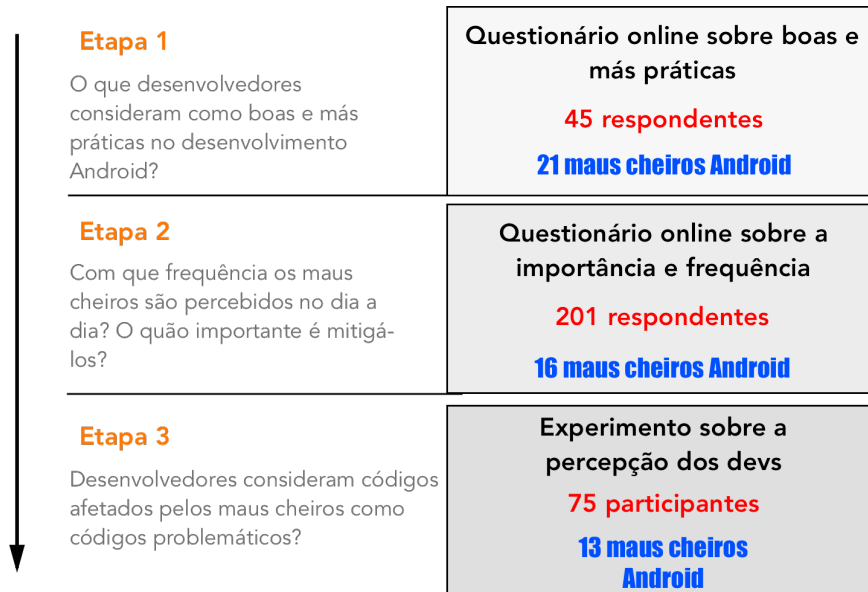 Etapa 1
O que desenvolvedores
consideram como boas e más
práticas no desenvolvimento
Android?
Questionário online sobre boas e
más práticas
45 respondentes
21 maus cheiros Android
Etapa 2
Com que frequência os maus
cheiros são percebidos no dia a
dia? O quão importante é mitigá-
los?
Questionário online sobre a
importância e frequência
201 respondentes
16 maus cheiros Android
Etapa 3
Desenvolvedores consideram códigos
afetados pelos maus cheiros como
códigos problemáticos?
Experimento sobre a
percepção dos devs
75 participantes
13 maus cheiros
Android